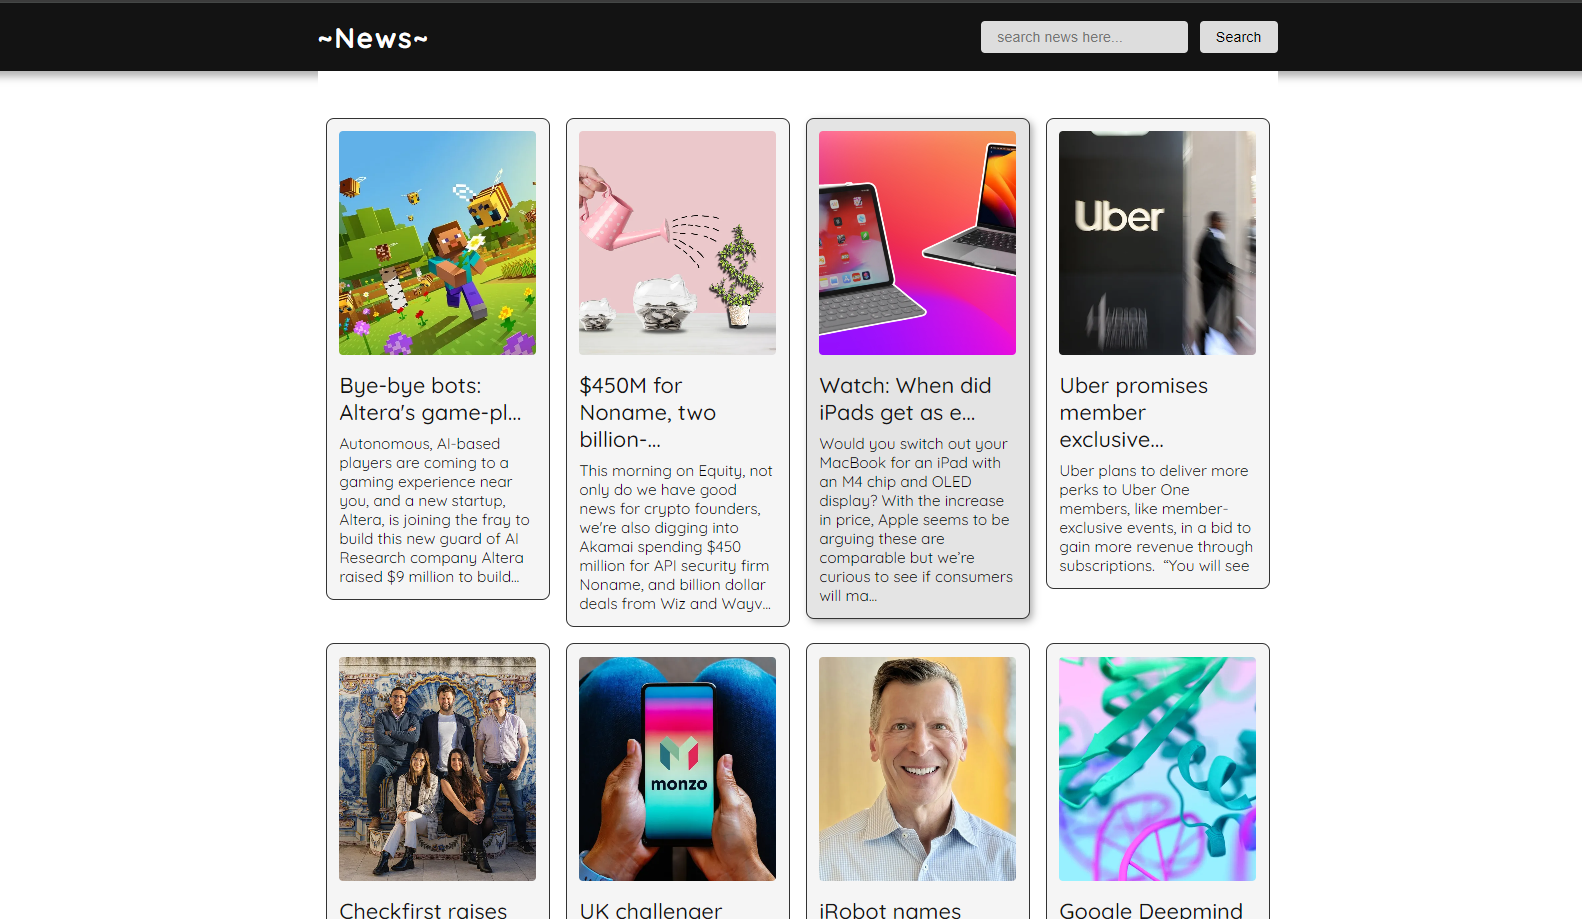 ~News~
search news here...
Search
Uber
Bye-bye bots:
Altera's game-pl...
Autonomous, AI-based
players are coming to a
gaming experience near
you, and a new startup,
Altera, is joining the fray to
build this new guard of AI
Research company Altera
raised $9 million to build...
$450M for
Noname, two
billion-...
This morning on Equity, not
only do we have good
news for crypto founders,
we're also digging into
Akamai spending $450
million for API security firm
Noname, and billion dollar
deals from Wiz and Wayv...
Watch: When did
iPads get as e...
Would you switch out your
MacBook for an iPad with
an M4 chip and OLED
display? With the increase
in price, Apple seems to be
arguing these are
comparable but we’re
curious to see if consumers
will ma...
Uber promises
member
exclusive...
Uber plans to deliver more
perks to Uber One
members, like member-
exclusive events, in a bid to
gain more revenue through
subscriptions.  “You will see
monzo
Checkfirst raises
UK challenger
iRobot names
Google Deepmind